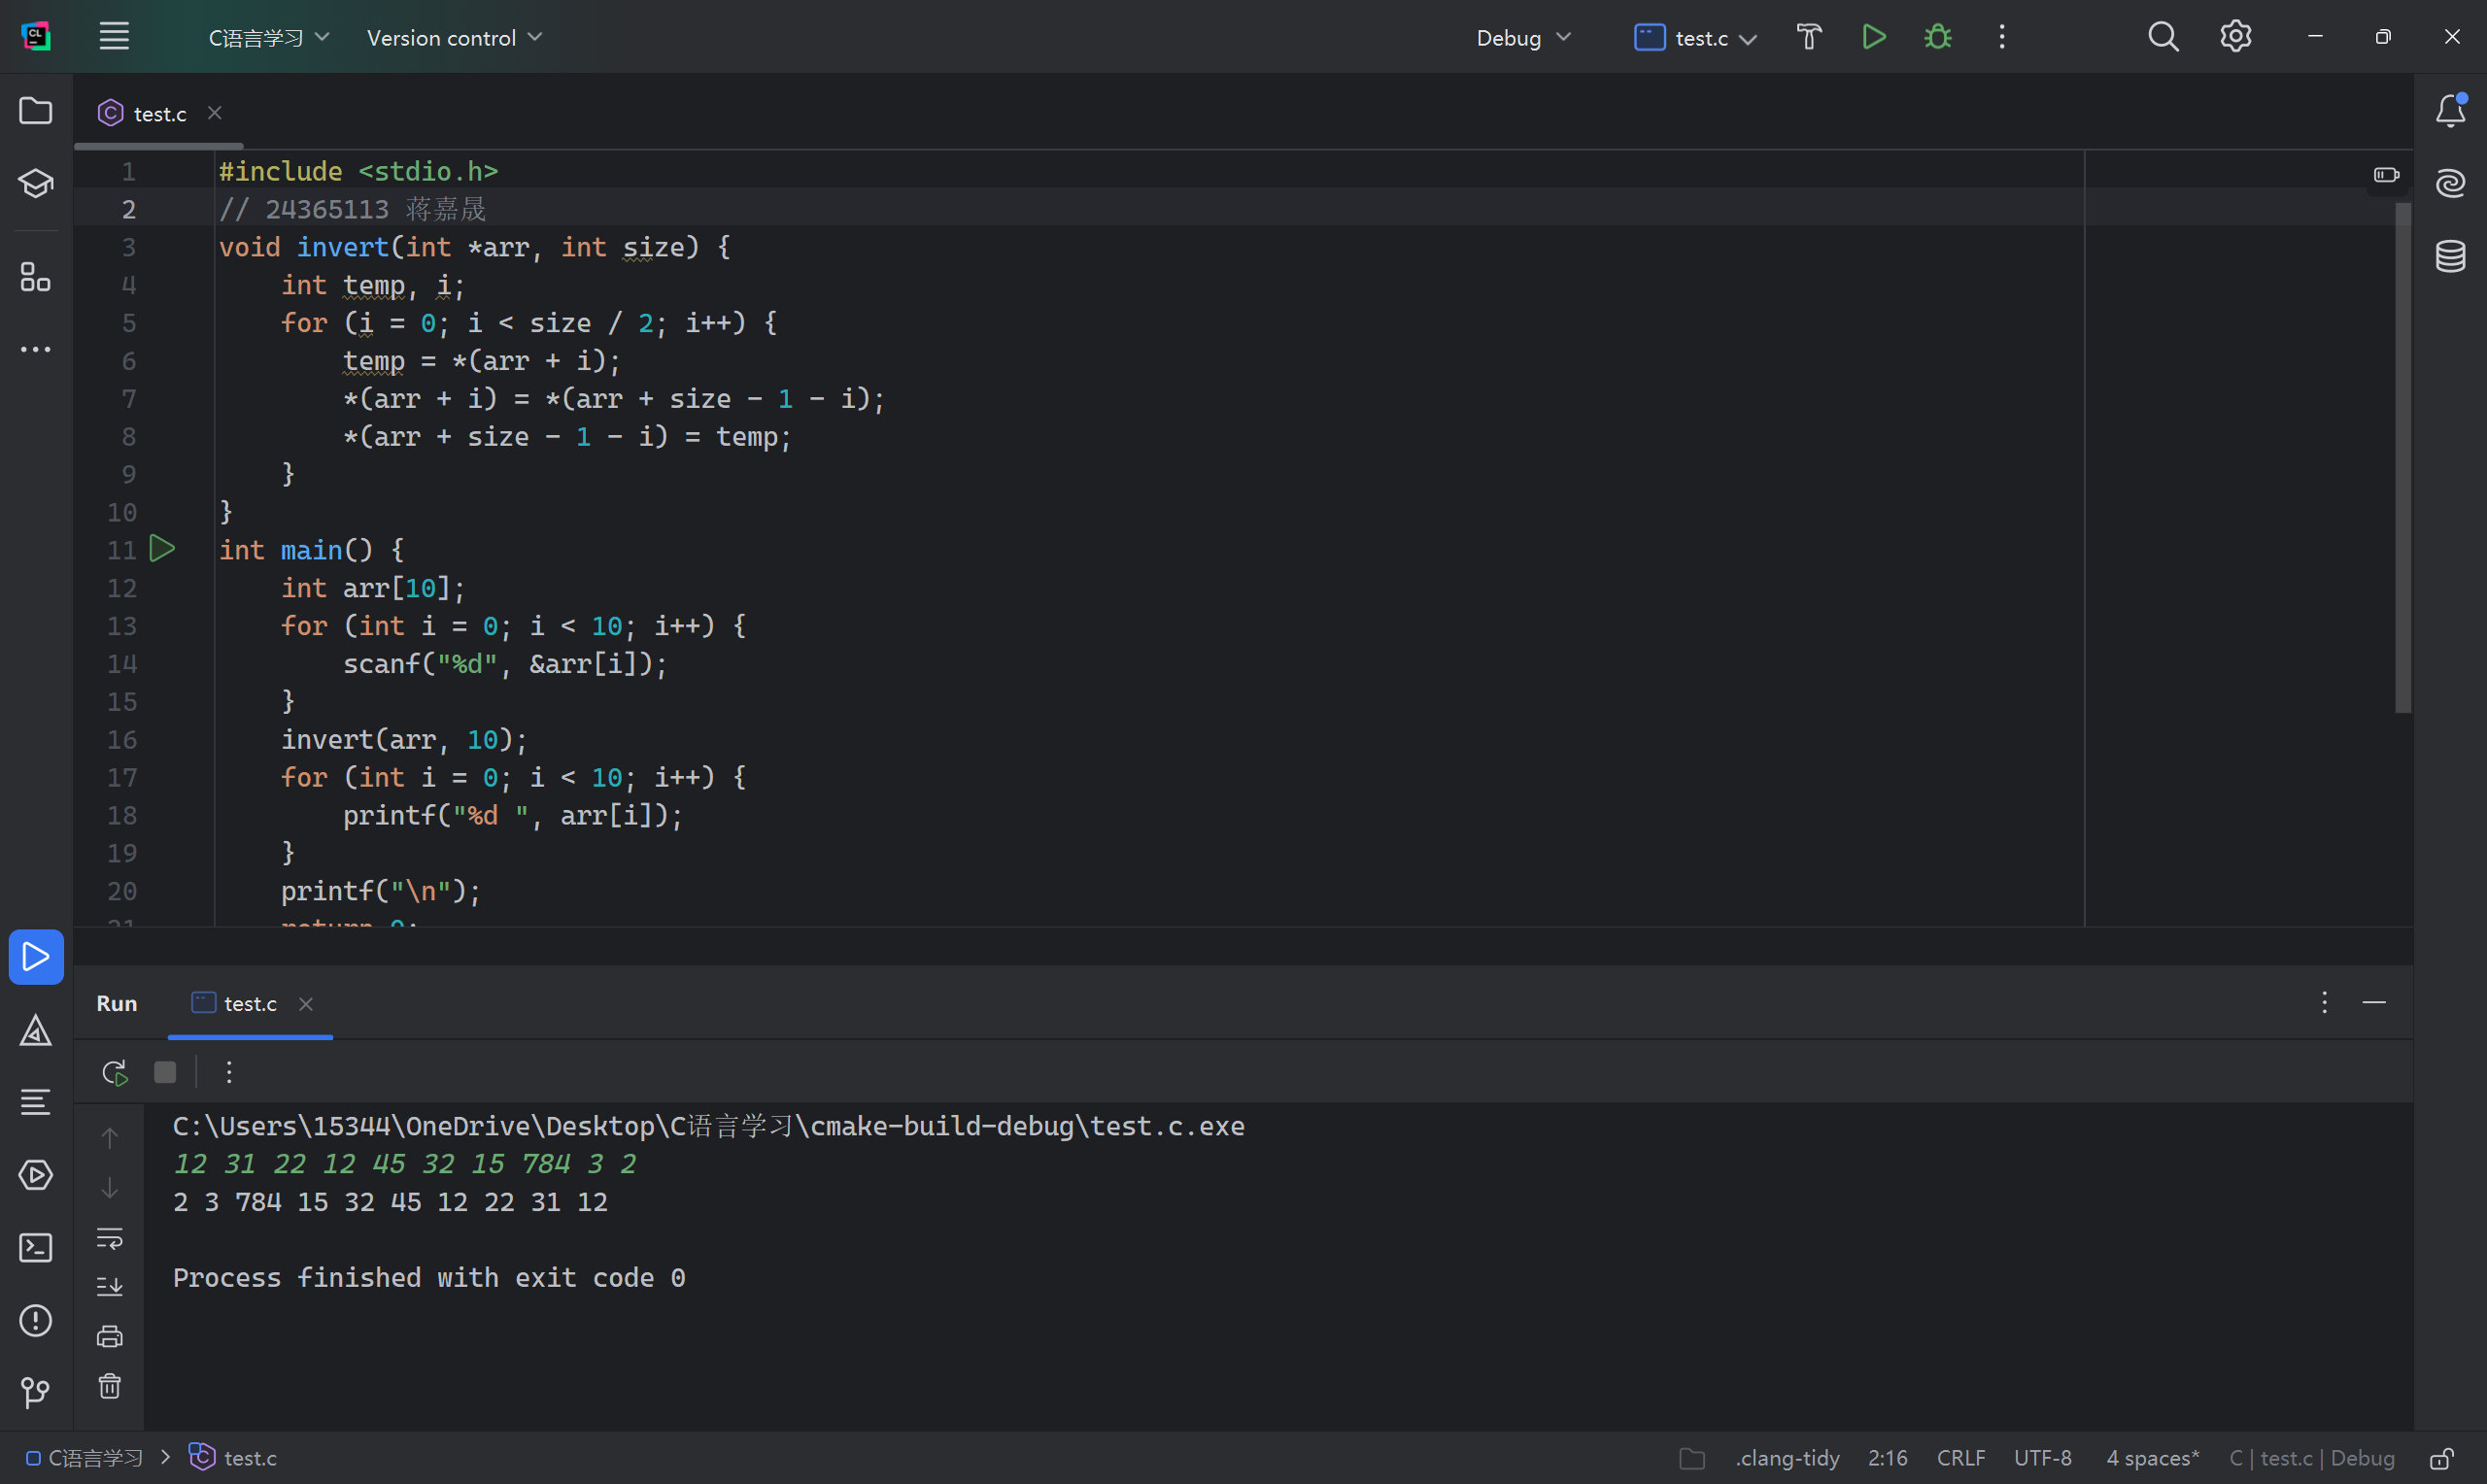 CL
C语言学习
Version control
Debug
test.c
test.c
1 #include <stdio.h>
2 // 24365113 蒋嘉晟
3 void invert(int *arr, int size) {
4     int temp, i;
5     for (i = 0; i < size / 2; i++) {
6         temp = *(arr + i);
7         *(arr + i) = *(arr + size - 1 - i);
8         *(arr + size - 1 - i) = temp;
9     }
10 }
11 int main() {
12     int arr[10];
13     for (int i = 0; i < 10; i++) {
14         scanf("%d", &arr[i]);
15     }
16     invert(arr, 10);
17     for (int i = 0; i < 10; i++) {
18         printf("%d ", arr[i]);
19     }
20     printf("\n");
21     return 0;
Run test.c
C:\Users\15344\OneDrive\Desktop\C语言学习\cmake-build-debug\test.c.exe
12 31 22 12 45 32 15 784 3 2
2 3 784 15 32 45 12 22 31 12
Process finished with exit code 0
C语言学习 > test.c
.clang-tidy 2:16 CRLF UTF-8 4 spaces* C | test.c | Debug